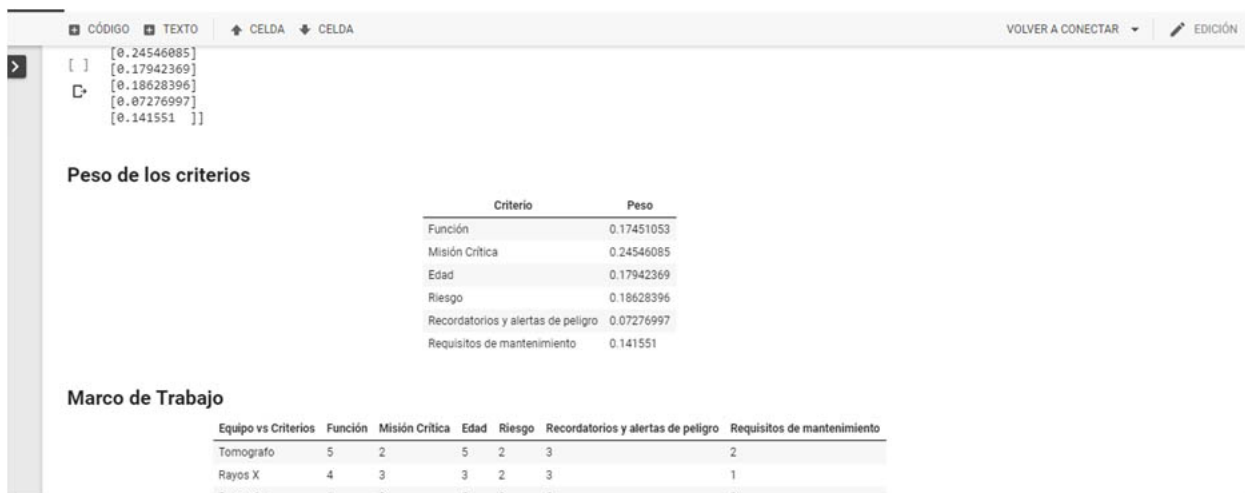 CÓDIGO TEXTO CELDA CELDA VOLVER A CONECTAR EDICIÓN
[0.24546085]
[ ] [0.17942369]
[0.18628396]
[0.07276997]
[0.141551 ]]
Peso de los criterios
Criterio Peso
Función 0.17451053
Misión Crítica 0.24546085
Edad 0.17942369
Riesgo 0.18628396
Recordatorios y alertas de peligro 0.07276997
Requisitos de mantenimiento 0.141551
Marco de Trabajo
Equipo vs Criterios Función Misión Crítica Edad Riesgo Recordatorios y alertas de peligro Requisitos de mantenimiento
Tomografo 5 2 5 2 3 2
Rayos X 4 3 3 2 3 1